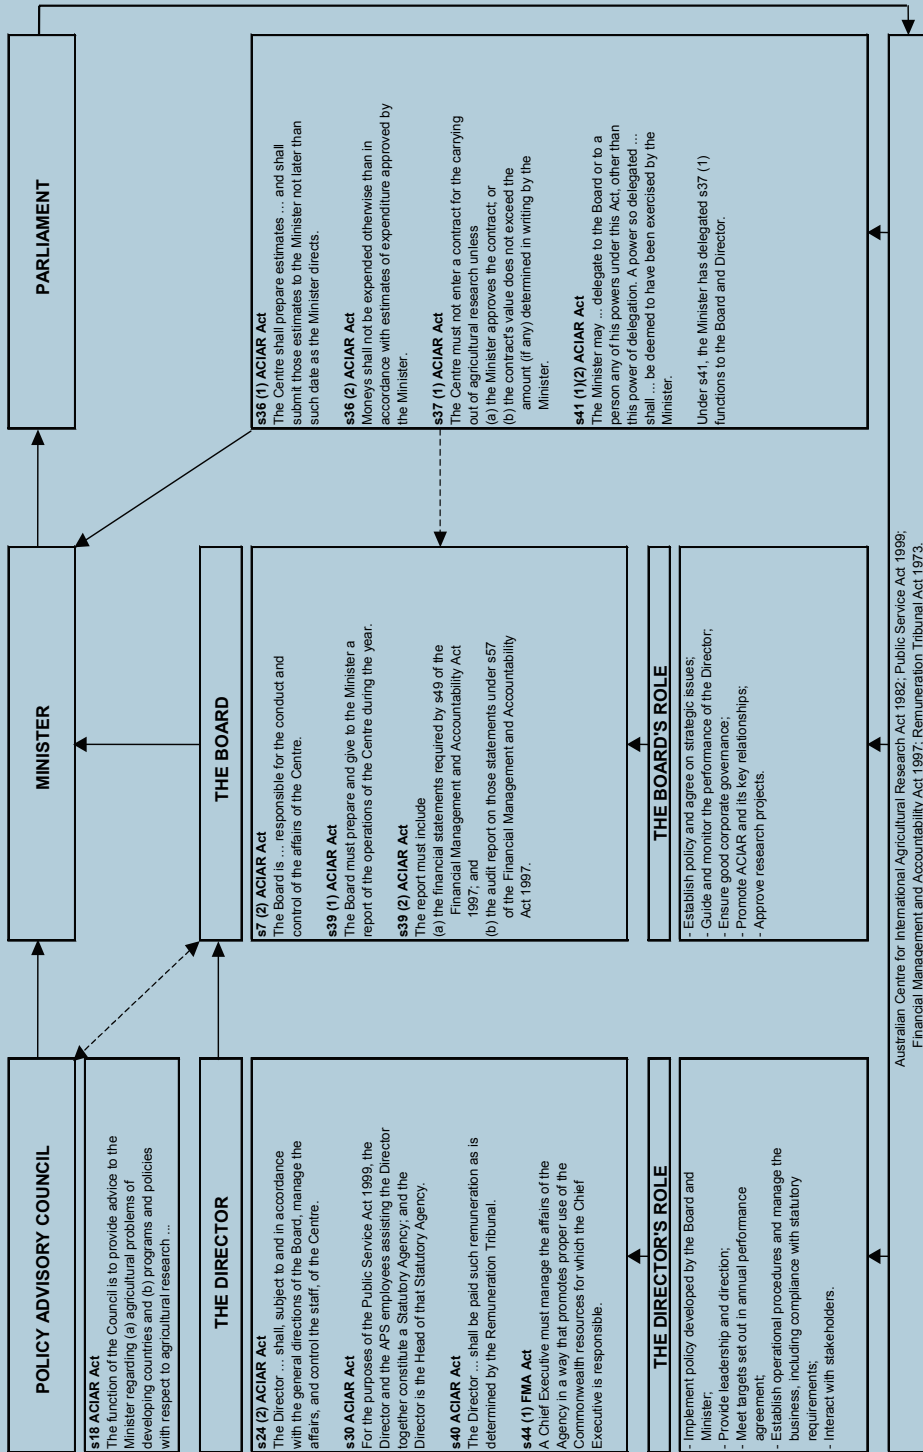 POLICY ADVISORY COUNCIL
s18 ACIAR Act
The function of the Council is to provide advice to the
Minister regarding (a) agricultural problems of
developing countries and (b) programs and policies
with respect to agricultural research ...
THE DIRECTOR
s24 (2) ACIAR Act
The Director ... shall, subject to and in accordance
with the general directions of the Board, manage the
affairs, and control the staff, of the Centre.
s30 ACIAR Act
For the purposes of the Public Service Act 1999, the
Director and the APS employees assisting the Director
together constitute a Statutory Agency; and the
Director is the Head of that Statutory Agency.
s40 ACIAR Act
The Director ... shall be paid such remuneration as is
determined by the Remuneration Tribunal.
s44 (1) FMA Act
A Chief Executive must manage the affairs of the
Agency in a way that promotes proper use of the
Commonwealth resources for which the Chief
Executive is responsible.
THE DIRECTOR'S ROLE
- Implement policy developed by the Board and
Minister;
- Provide leadership and direction;
- Meet targets set out in annual performance
agreement;
- Establish operational procedures and manage the
business, including compliance with statutory
requirements;
- Interact with stakeholders.
MINISTER
THE BOARD
s7 (2) ACIAR Act
The Board is ... responsible for the conduct and
control of the affairs of the Centre.
s39 (1) ACIAR Act
The Board must prepare and give to the Minister a
report of the operations of the Centre during the year.
s39 (2) ACIAR Act
The report must include
(a) the financial statements required by s49 of the
Financial Management and Accountability Act
1997; and
(b) the audit report on those statements under s57
of the Financial Management and Accountability
Act 1997.
THE BOARD'S ROLE
- Establish policy and agree on strategic issues;
- Guide and monitor the performance of the Director;
- Ensure good corporate governance;
- Promote ACIAR and its key relationships;
- Approve research projects.
PARLIAMENT
s36 (1) ACIAR Act
The Centre shall prepare estimates ... and shall
submit those estimates to the Minister not later than
such date as the Minister directs.
s36 (2) ACIAR Act
Moneys shall not be expended otherwise than in
accordance with estimates of expenditure approved by
the Minister.
s37 (1) ACIAR Act
The Centre must not enter a contract for the carrying
out of agricultural research unless
(a) the Minister approves the contract; or
(b) the contract's value does not exceed the
amount (if any) determined in writing by the
Minister.
s41 (1)(2) ACIAR Act
The Minister may ... delegate to the Board or to a
person any of his powers under this Act, other than
this power of delegation. A power so delegated ...
shall ... be deemed to have been exercised by the
Minister.
Under s41, the Minister has delegated s37 (1)
functions to the Board and Director.
Australian Centre for International Agricultural Research Act 1982; Public Service Act 1999;
Financial Management and Accountability Act 1997; Remuneration Tribunal Act 1973.